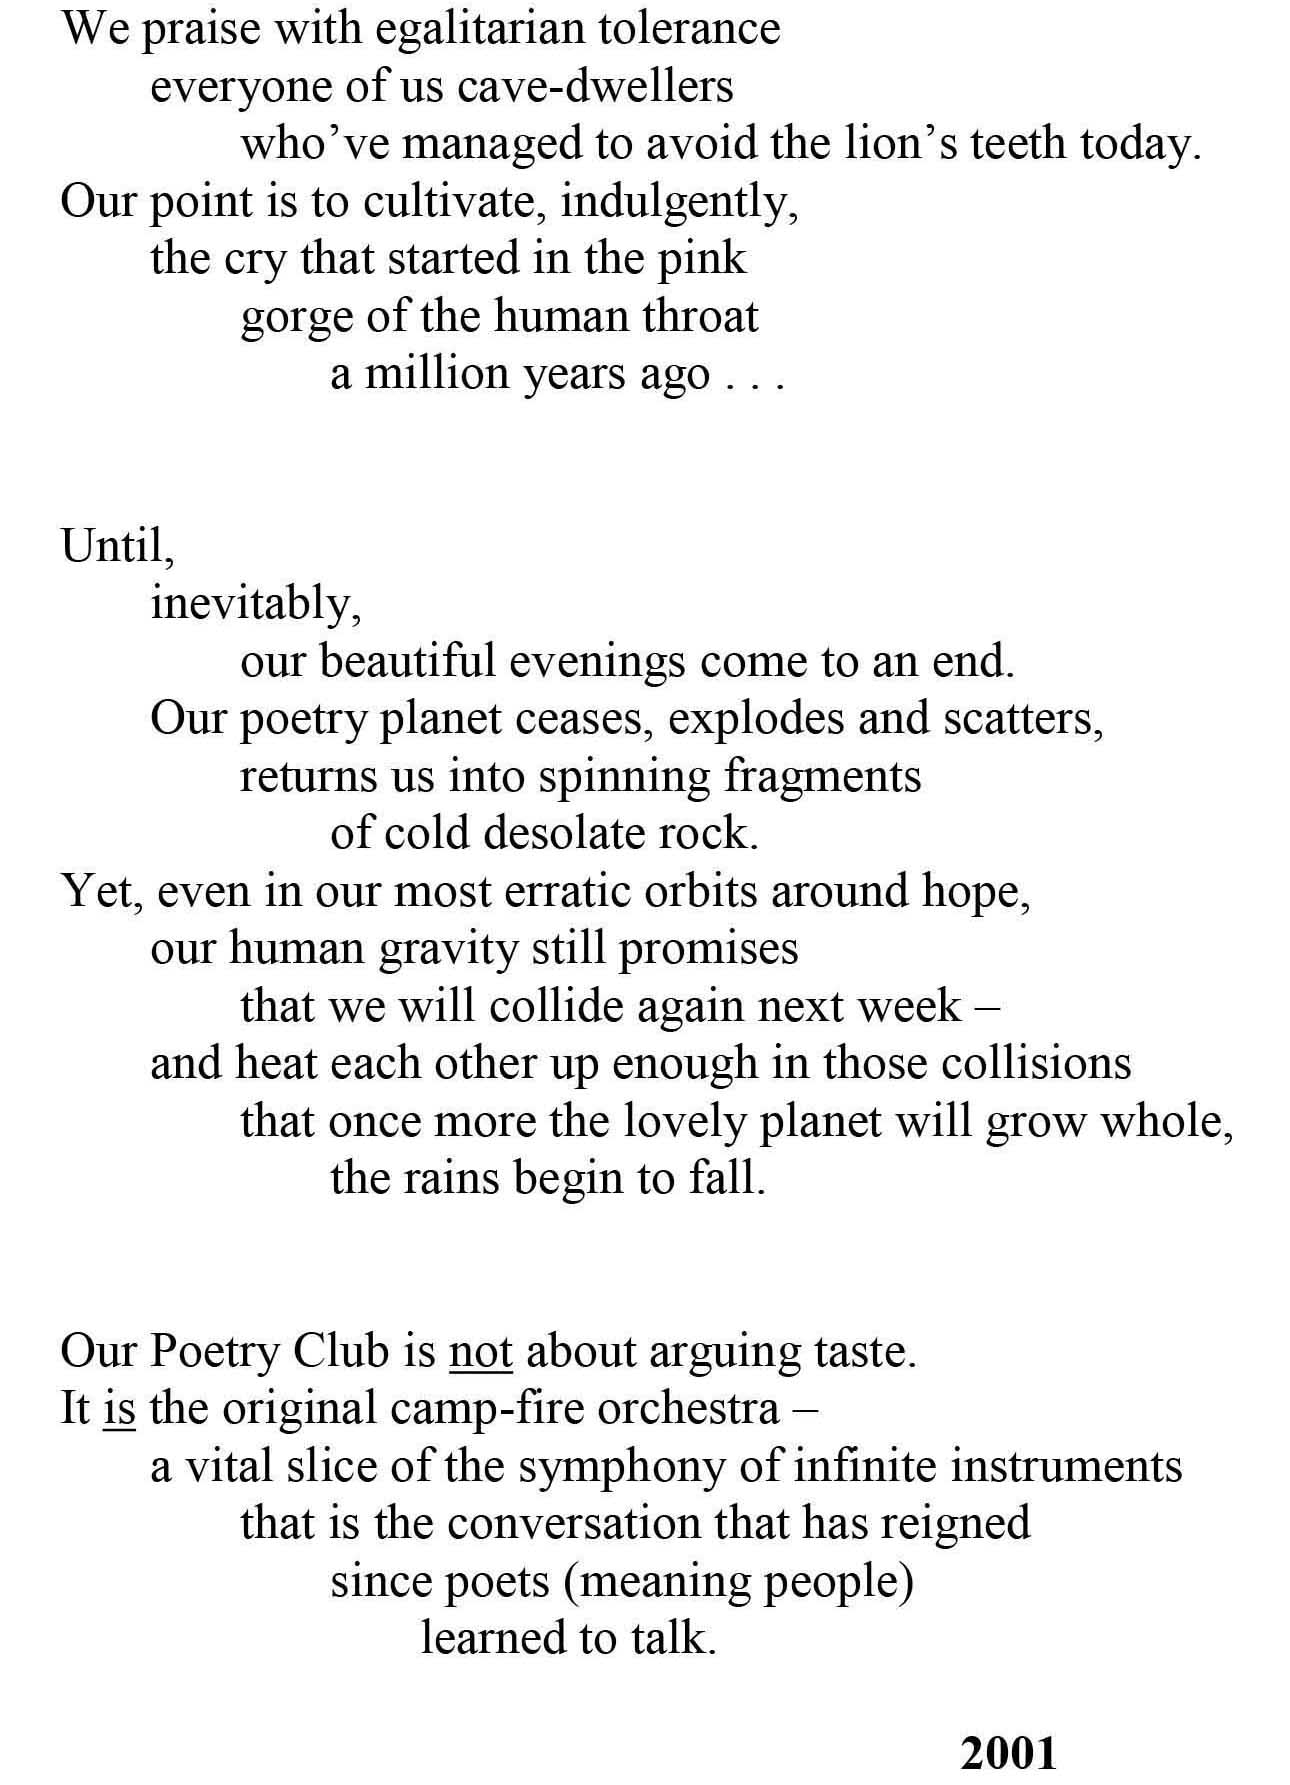 We praise with egalitarian tolerance
everyone of us cave-dwellers
who’ve managed to avoid the lion’s teeth today.
Our point is to cultivate, indulgently,
the cry that started in the pink
gorge of the human throat
a million years ago . . .
Until,
inevitably,
our beautiful evenings come to an end.
Our poetry planet ceases, explodes and scatters,
returns us into spinning fragments
of cold desolate rock.
Yet, even in our most erratic orbits around hope,
our human gravity still promises
that we will collide again next week –
and heat each other up enough in those collisions
that once more the lovely planet will grow whole,
the rains begin to fall.
Our Poetry Club is not about arguing taste.
It is the original camp-fire orchestra –
a vital slice of the symphony of infinite instruments
that is the conversation that has reigned
since poets (meaning people)
learned to talk.
2001